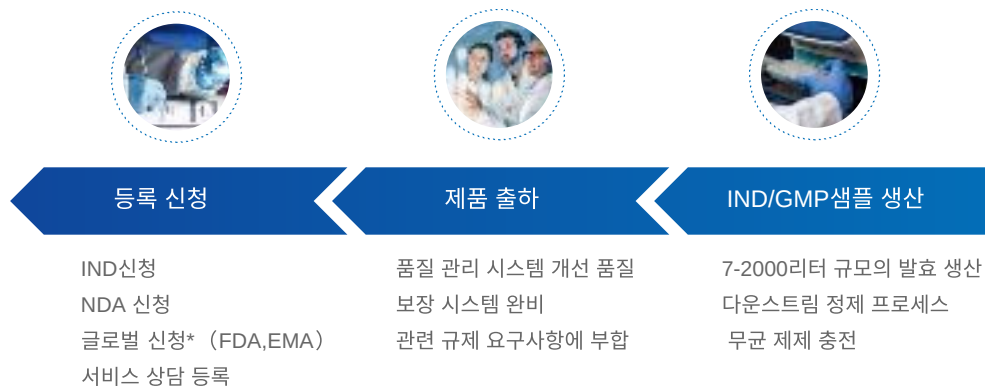 등록 신청
IND신청
NDA 신청
글로벌 신청*（FDA,EMA）
서비스 상담 등록
제품 출하
품질 관리 시스템 개선 품질
보장 시스템 완비
관련 규제 요구사항에 부합
IND/GMP샘플 생산
7-2000리터 규모의 발효 생산
다운스트림 정제 프로세스
무균 제제 충전